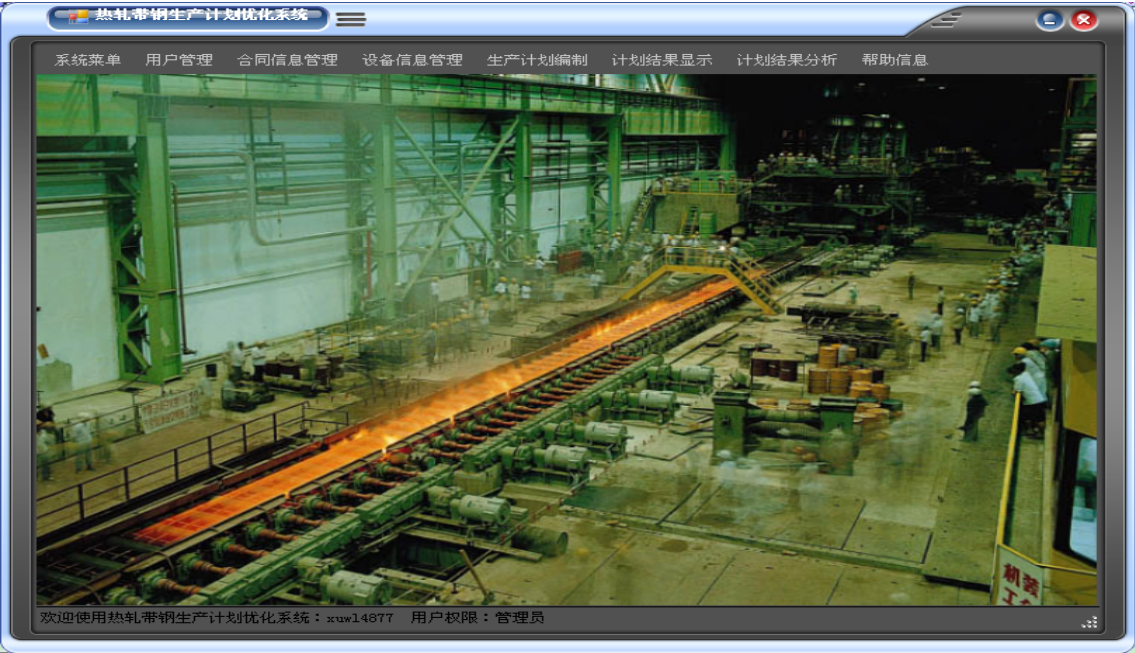 热轧带钢生产计划优化系统
系统菜单 用户管理 合同信息管理 设备信息管理 生产计划编制 计划结果显示 计划结果分析 帮助信息
欢迎使用热轧带钢生产计划优化系统：xuwl4877 用户权限：管理员